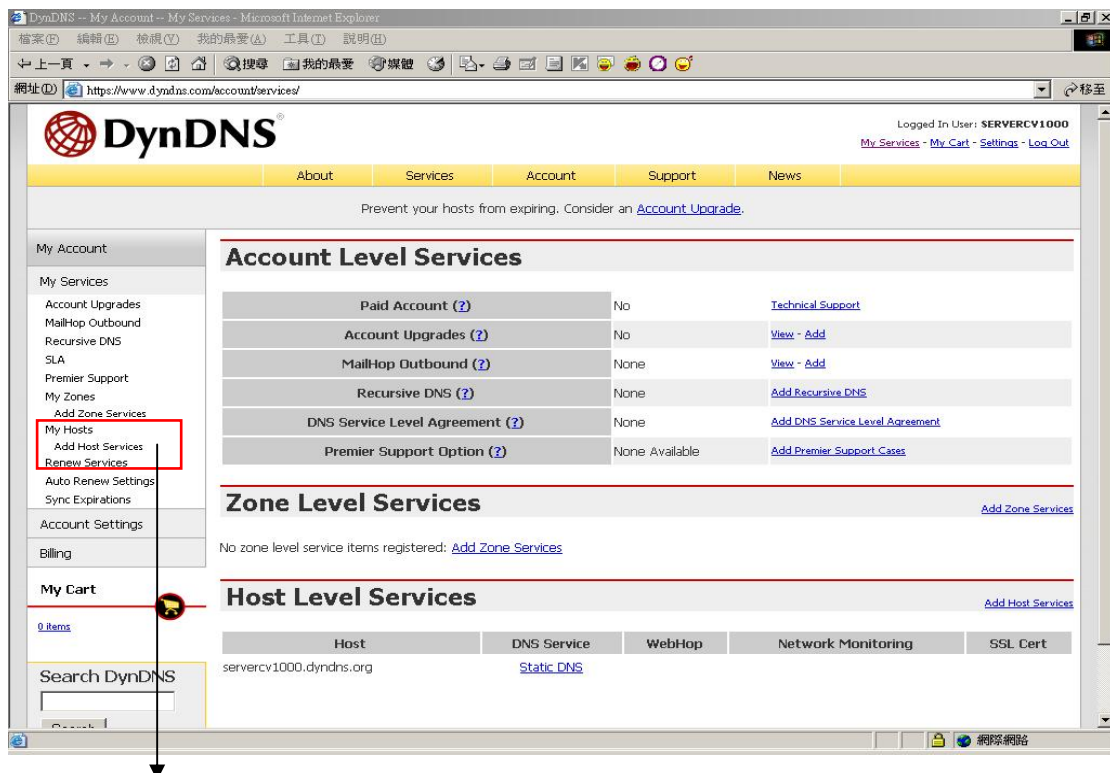 DynDNS -- My Account -- My Services - Microsoft Internet Explorer
檔案(F) 編輯(E) 檢視(V) 我的最愛(A) 工具(T) 說明(H)
上一頁 搜尋 我的最愛 媒體
網址(D) https://www.dyndns.com/account/services/ 移至
DynDNS®
Logged In User: SERVERCV1000
My Services - My Cart - Settings - Log Out
About Services Account Support News
Prevent your hosts from expiring. Consider an Account Upgrade.
My Account
My Services
Account Upgrades
MailHop Outbound
Recursive DNS
SLA
Premier Support
My Zones
Add Zone Services
My Hosts
Add Host Services
Renew Services
Auto Renew Settings
Sync Expirations
Account Settings
Billing
My Cart
0 items
Search DynDNS
Search
Account Level Services
Paid Account (?) No Technical Support
Account Upgrades (?) No View - Add
MailHop Outbound (?) None View - Add
Recursive DNS (?) None Add Recursive DNS
DNS Service Level Agreement (?) None Add DNS Service Level Agreement
Premier Support Option (?) None Available Add Premier Support Cases
Zone Level Services
Add Zone Services
No zone level service items registered: Add Zone Services
Host Level Services
Add Host Services
Host DNS Service WebHop Network Monitoring SSL Cert
servercv1000.dyndns.org Static DNS
網際網路